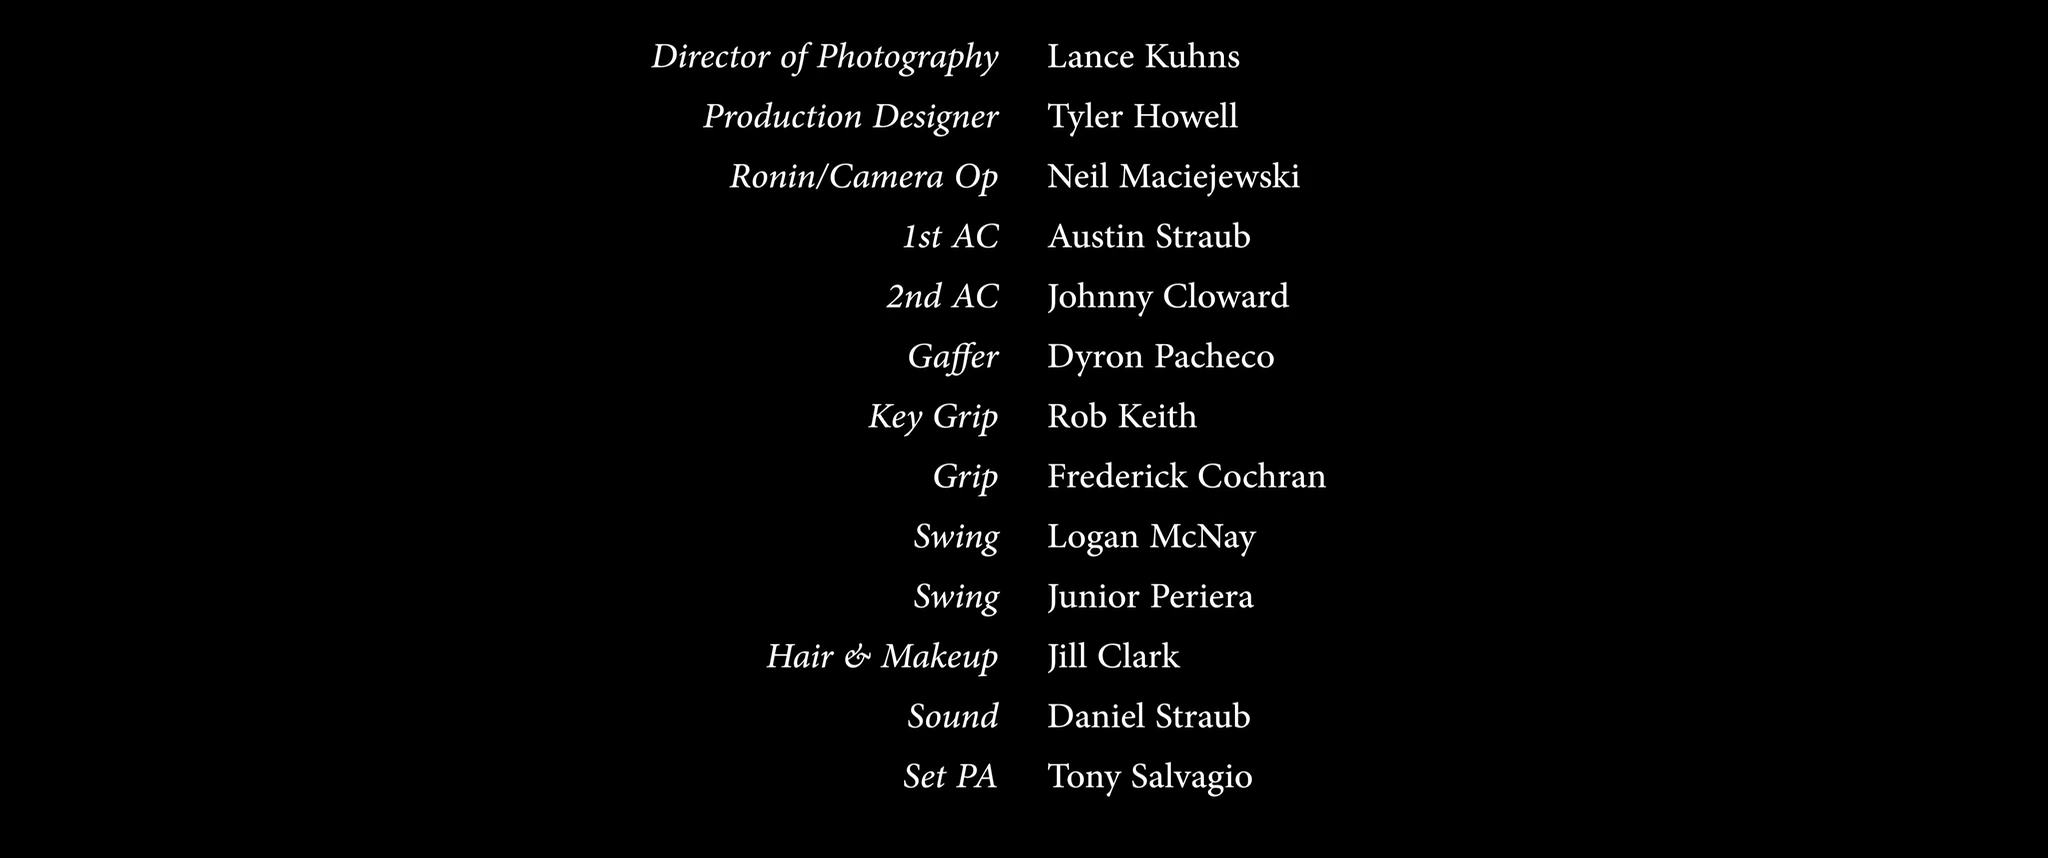 Director of Photography Lance Kuhns
Production Designer Tyler Howell
Ronin/Camera Op Neil Maciejewski
1st AC Austin Straub
2nd AC Johnny Cloward
Gaffer Dyron Pacheco
Key Grip Rob Keith
Grip Frederick Cochran
Swing Logan McNay
Swing Junior Periera
Hair & Makeup Jill Clark
Sound Daniel Straub
Set PA Tony Salvagio